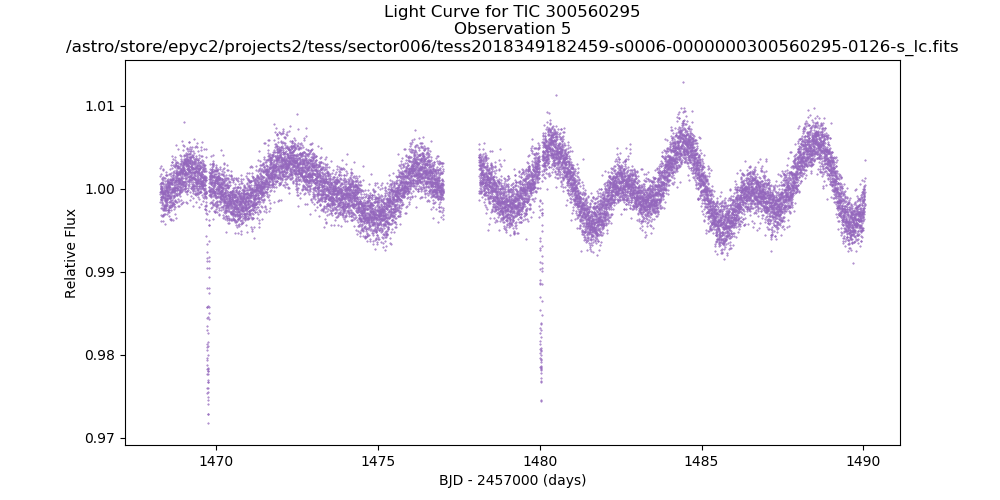 Light Curve for TIC 300560295
Observation 5
/astro/store/epyc2/projects2/tess/sector006/tess2018349182459-s0006-0000000300560295-0126-s_lc.fits
1.01
1.00
0.99
0.98
0.97
Relative Flux
1470
1475
1480
1485
1490
BJD - 2457000 (days)